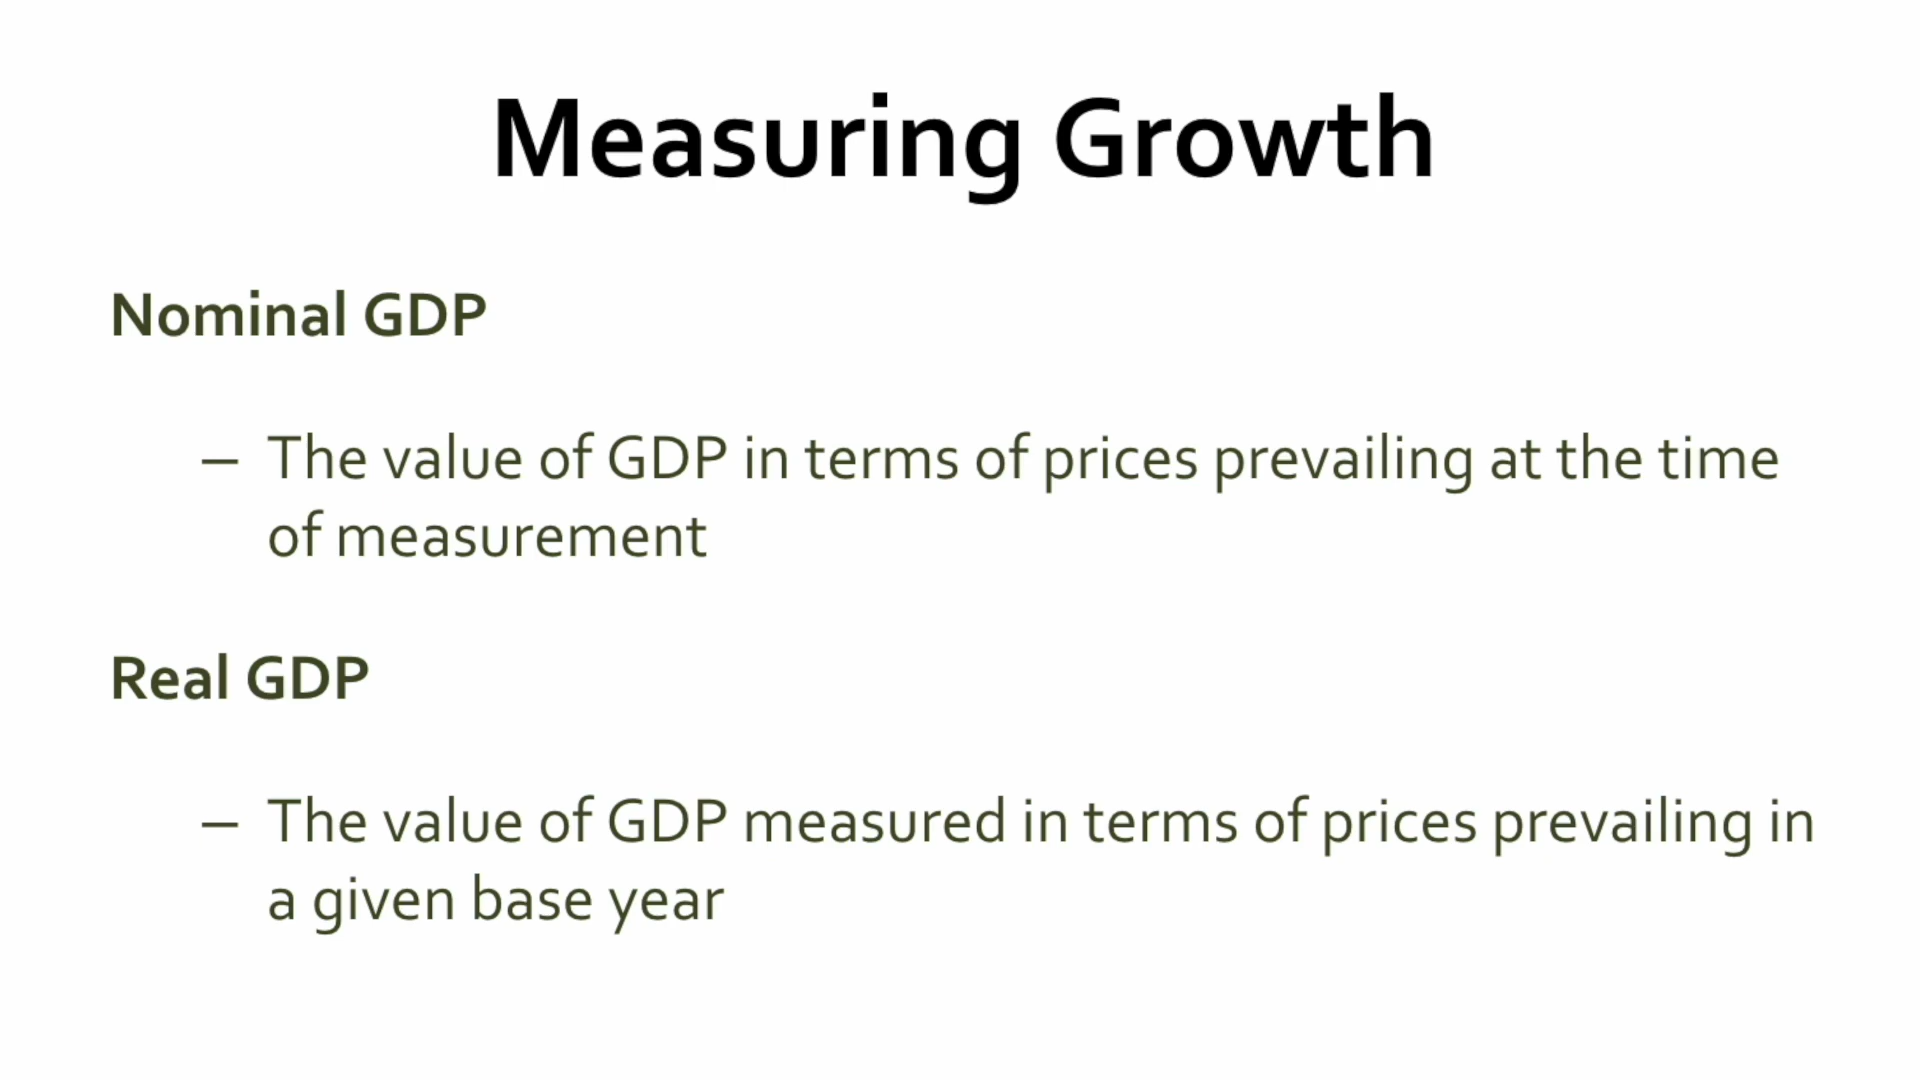 Measuring Growth
Nominal GDP
– The value of GDP in terms of prices prevailing at the time
of measurement
Real GDP
– The value of GDP measured in terms of prices prevailing in
a given base year